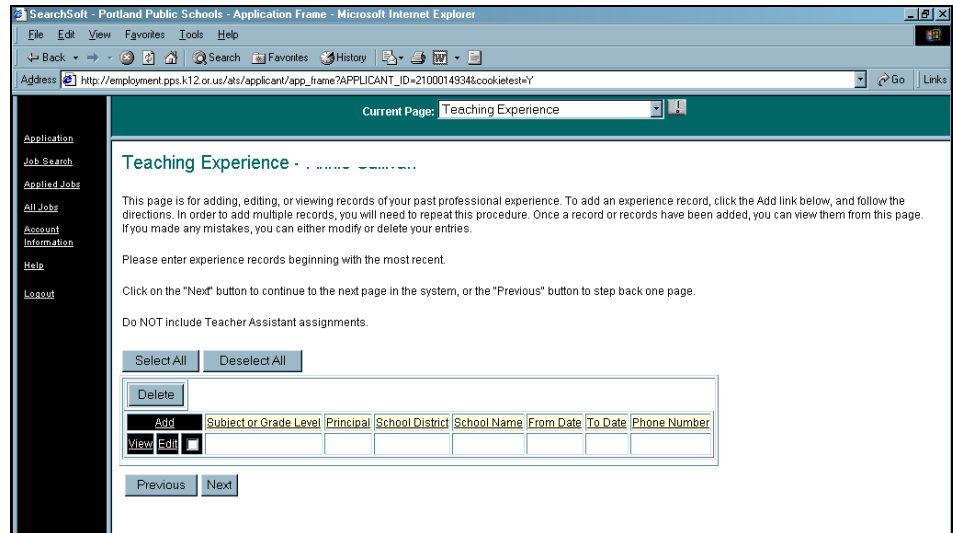 SearchSoft - Portland Public Schools - Application Frame - Microsoft Internet Explorer
File Edit View Favorites Tools Help
Back Search Favorites History
Address http://employment.pps.k12.or.us/ats/applicant/app_frame?APPLICANT_ID=2100014934&cookietest=Y Go Links
Current Page: Teaching Experience !
Application
Job Search
Applied Jobs
All Jobs
Account
Information
Help
Logout
Teaching Experience -
This page is for adding, editing, or viewing records of your past professional experience. To add an experience record, click the Add link below, and follow the
directions. In order to add multiple records, you will need to repeat this procedure. Once a record or records have been added, you can view them from this page.
If you made any mistakes, you can either modify or delete your entries.
Please enter experience records beginning with the most recent.
Click on the "Next" button to continue to the next page in the system, or the "Previous" button to step back one page.
Do NOT include Teacher Assistant assignments.
Select All Deselect All
Delete
Add Subject or Grade Level Principal School District School Name From Date To Date Phone Number
View Edit
Previous Next